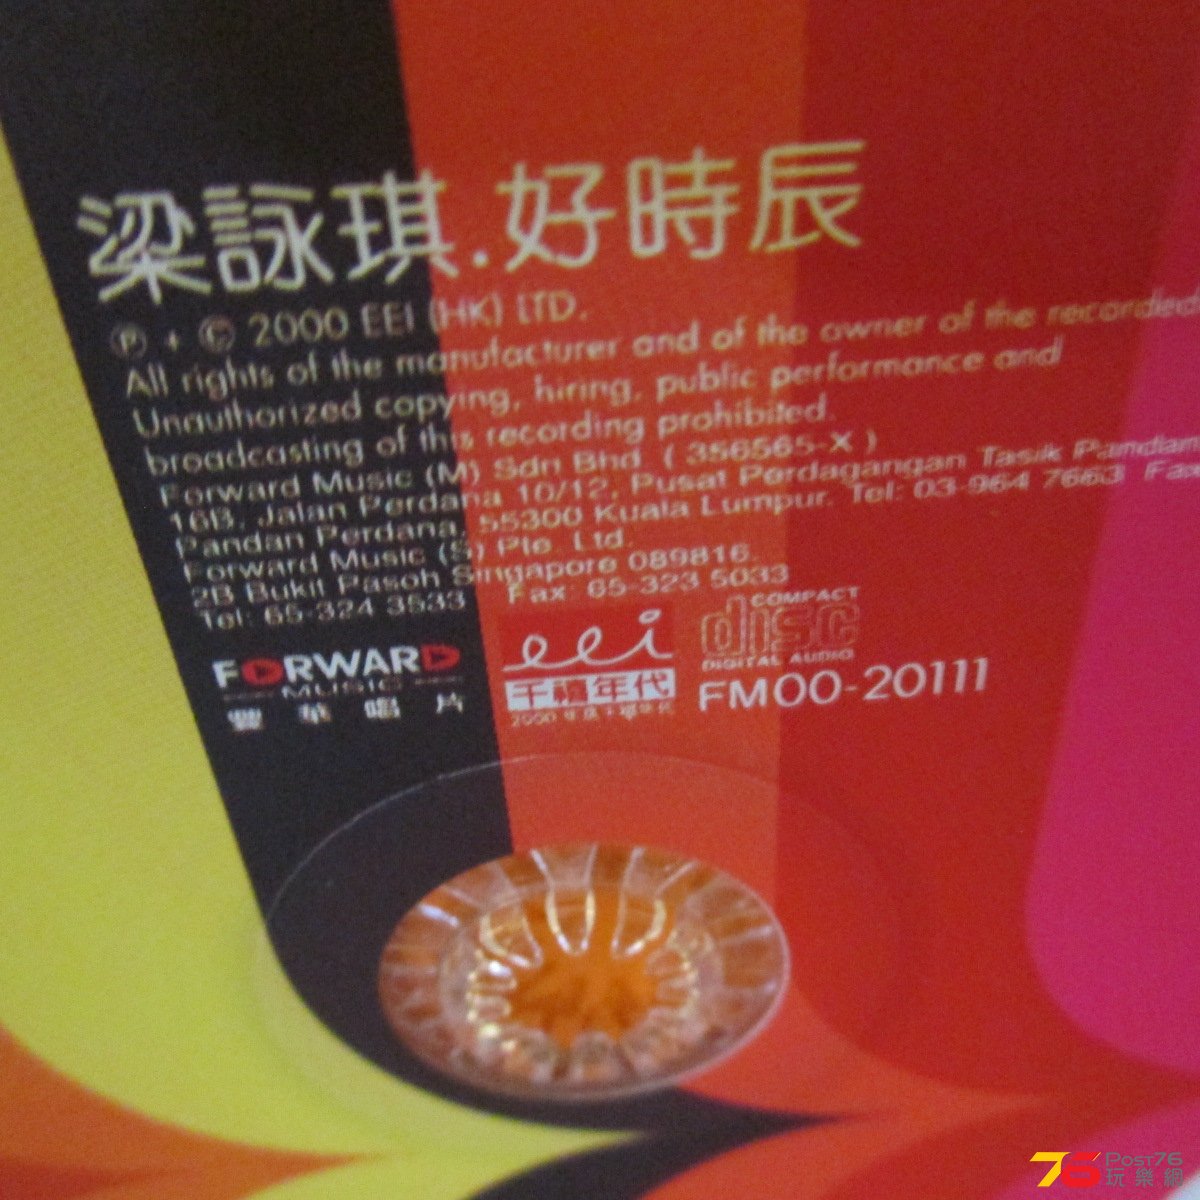 梁詠琪.好時辰
℗ + © 2000 EEI (HK) LTD.
All rights of the manufacturer and of the owner of the recorded
Unauthorized copying, hiring, public performance and
broadcasting of this recording prohibited.
Forward Music (M) Sdn Bhd. ( 356565-X )
16B, Jalan Perdana 10/12, Pusat Perdagangan Tasik Pandan
Pandan Perdana, 55300 Kuala Lumpur. Tel: 03-964 7663 Fax
Forward Music (S) Pte. Ltd.
2B Bukit Pasoh Singapore 089816.
Tel: 65-324 3533 Fax: 65-323 5033
FORWARD
MUSIC
豐華唱片
eei
千禧年代
COMPACT
disc
DIGITAL AUDIO
FM00-20111
76 POST76
玩樂網